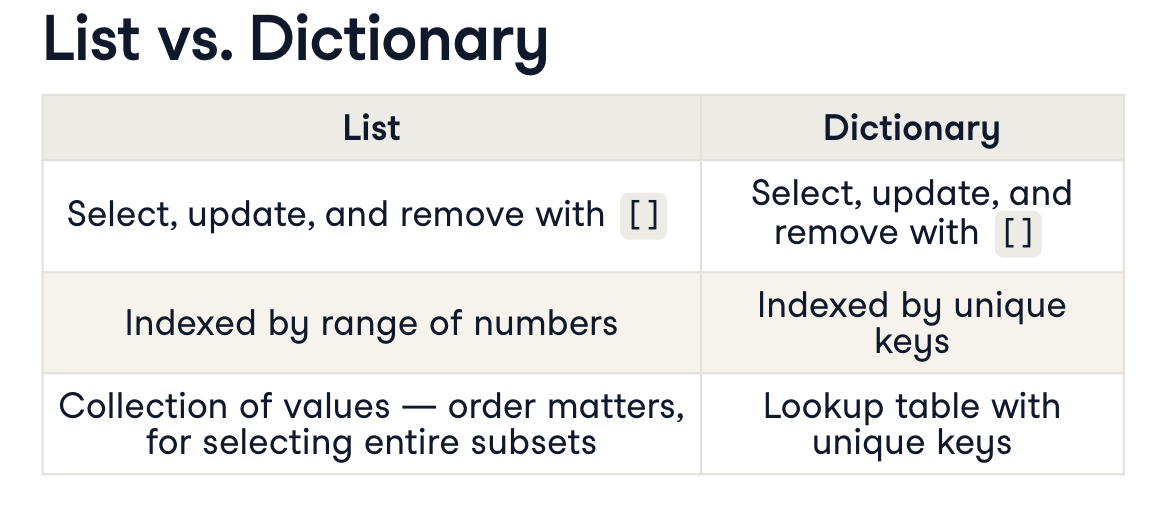 List vs. Dictionary
List
Dictionary
Select, update, and remove with []
Select, update, and
remove with []
Indexed by range of numbers
Indexed by unique
keys
Collection of values — order matters,
for selecting entire subsets
Lookup table with
unique keys